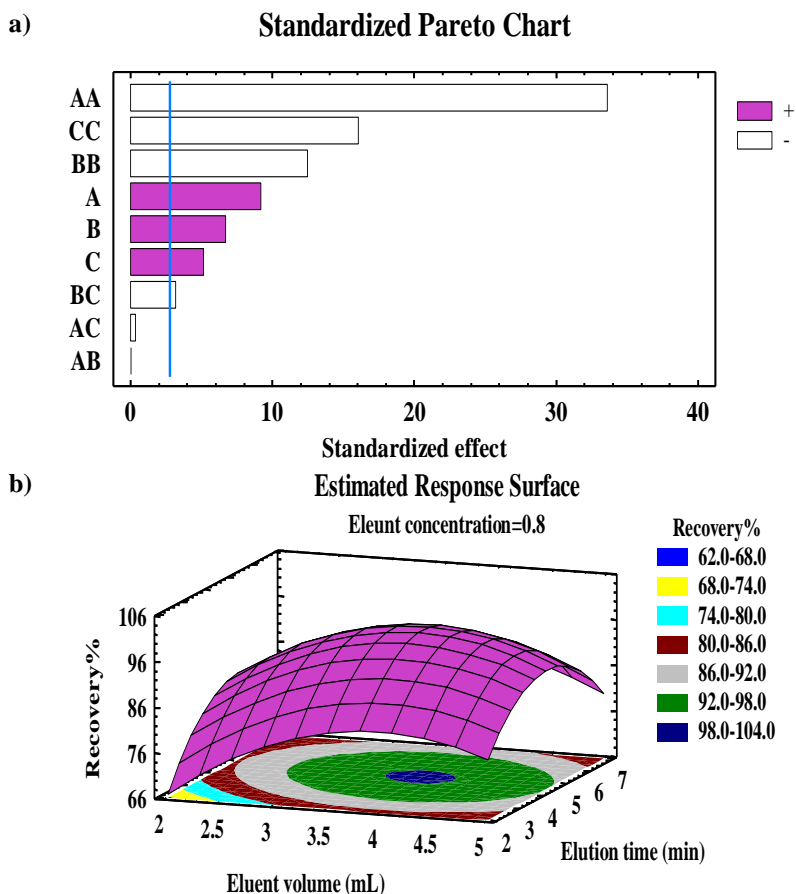 a)
Standardized Pareto Chart
AA
CC
BB
A
B
C
BC
AC
AB
+
-
0 10 20 30 40
Standardized effect
b)
Estimated Response Surface
Eleunt concentration=0.8
Recovery%
62.0-68.0
68.0-74.0
74.0-80.0
80.0-86.0
86.0-92.0
92.0-98.0
98.0-104.0
106
96
86
76
66
Recovery%
2 2.5 3 3.5 4 4.5 5
Eluent volume (mL)
2 3 4 5 6 7
Elution time (min)